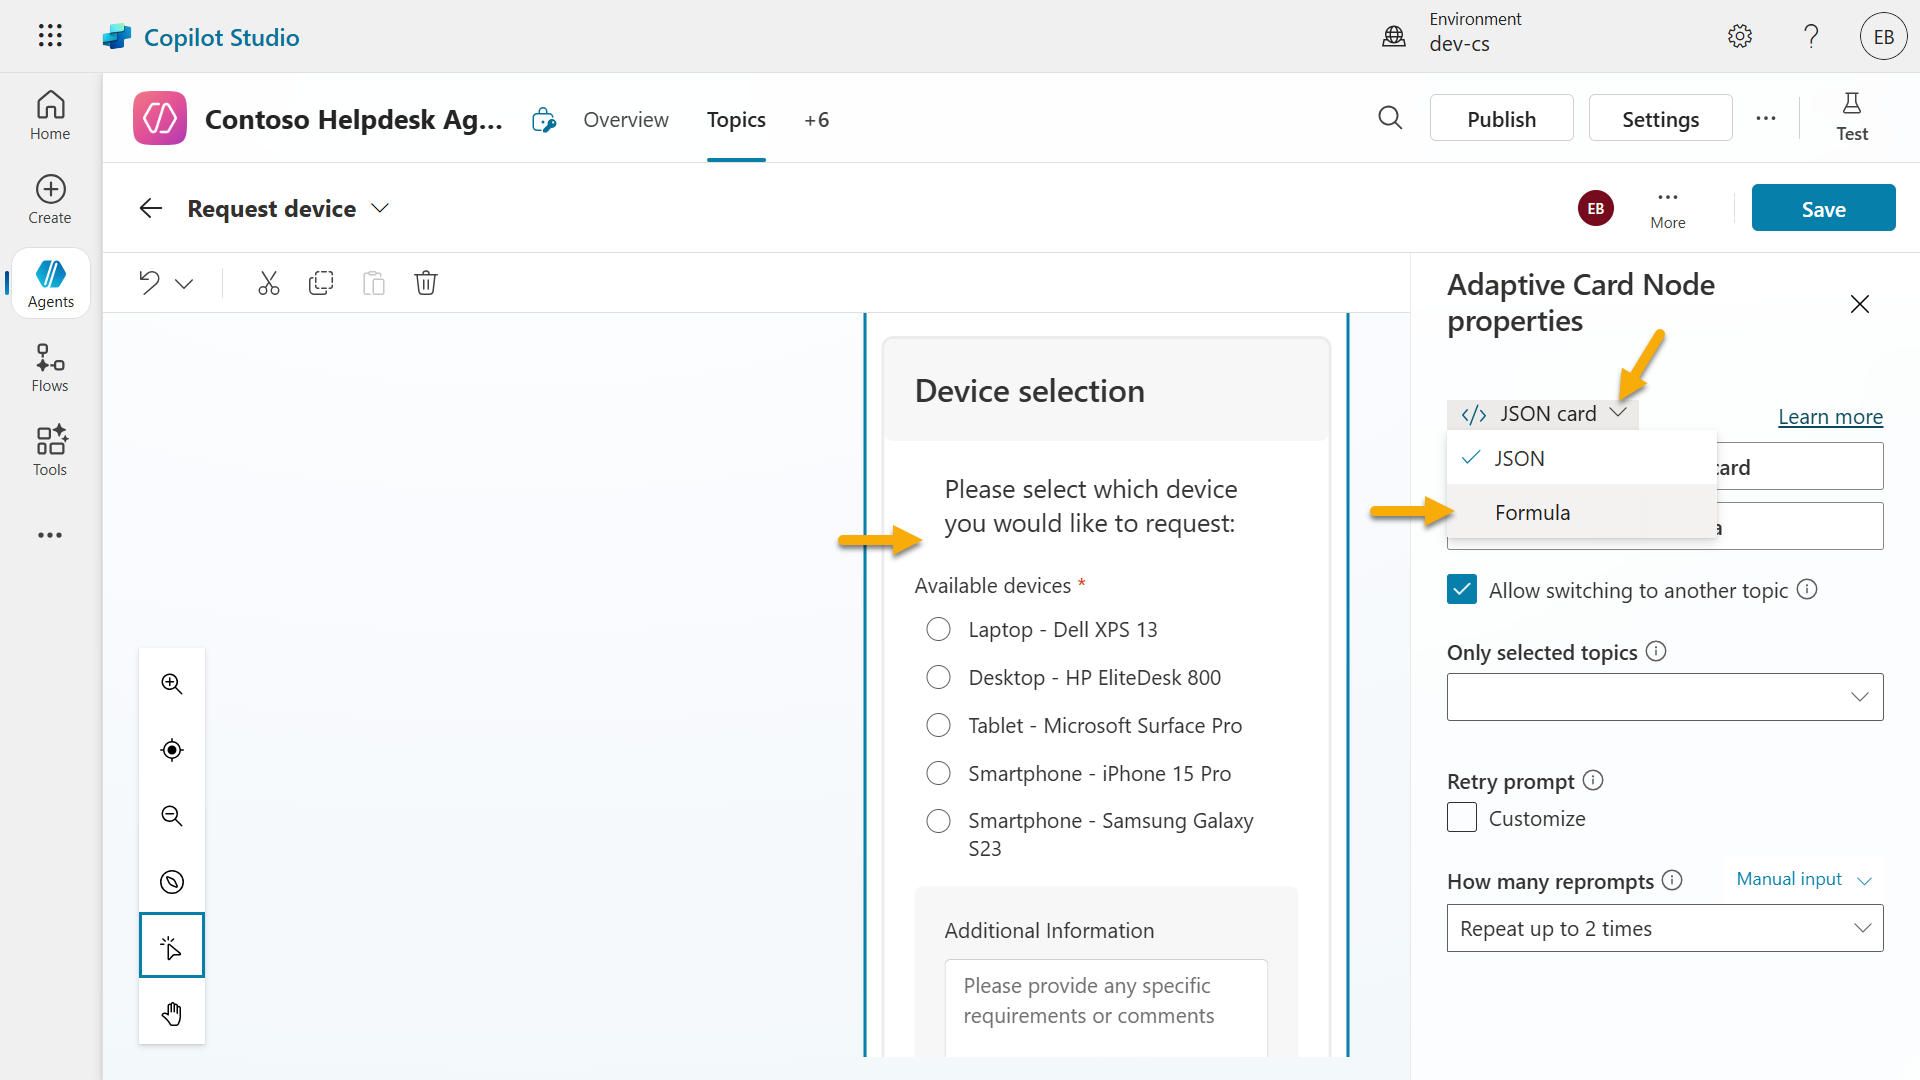 Copilot Studio
Environment
dev-cs
EB
Home
Create
Agents
Flows
Tools
Contoso Helpdesk Ag...
Overview
Topics
+6
Publish
Settings
Test
Request device
EB
More
Save
Device selection
Please select which device
you would like to request:
Available devices *
Laptop - Dell XPS 13
Desktop - HP EliteDesk 800
Tablet - Microsoft Surface Pro
Smartphone - iPhone 15 Pro
Smartphone - Samsung Galaxy
S23
Additional Information
Please provide any specific
requirements or comments
Adaptive Card Node
properties
JSON card
Learn more
JSON
card
Formula
a
Allow switching to another topic
Only selected topics
Retry prompt
Customize
How many reprompts
Manual input
Repeat up to 2 times